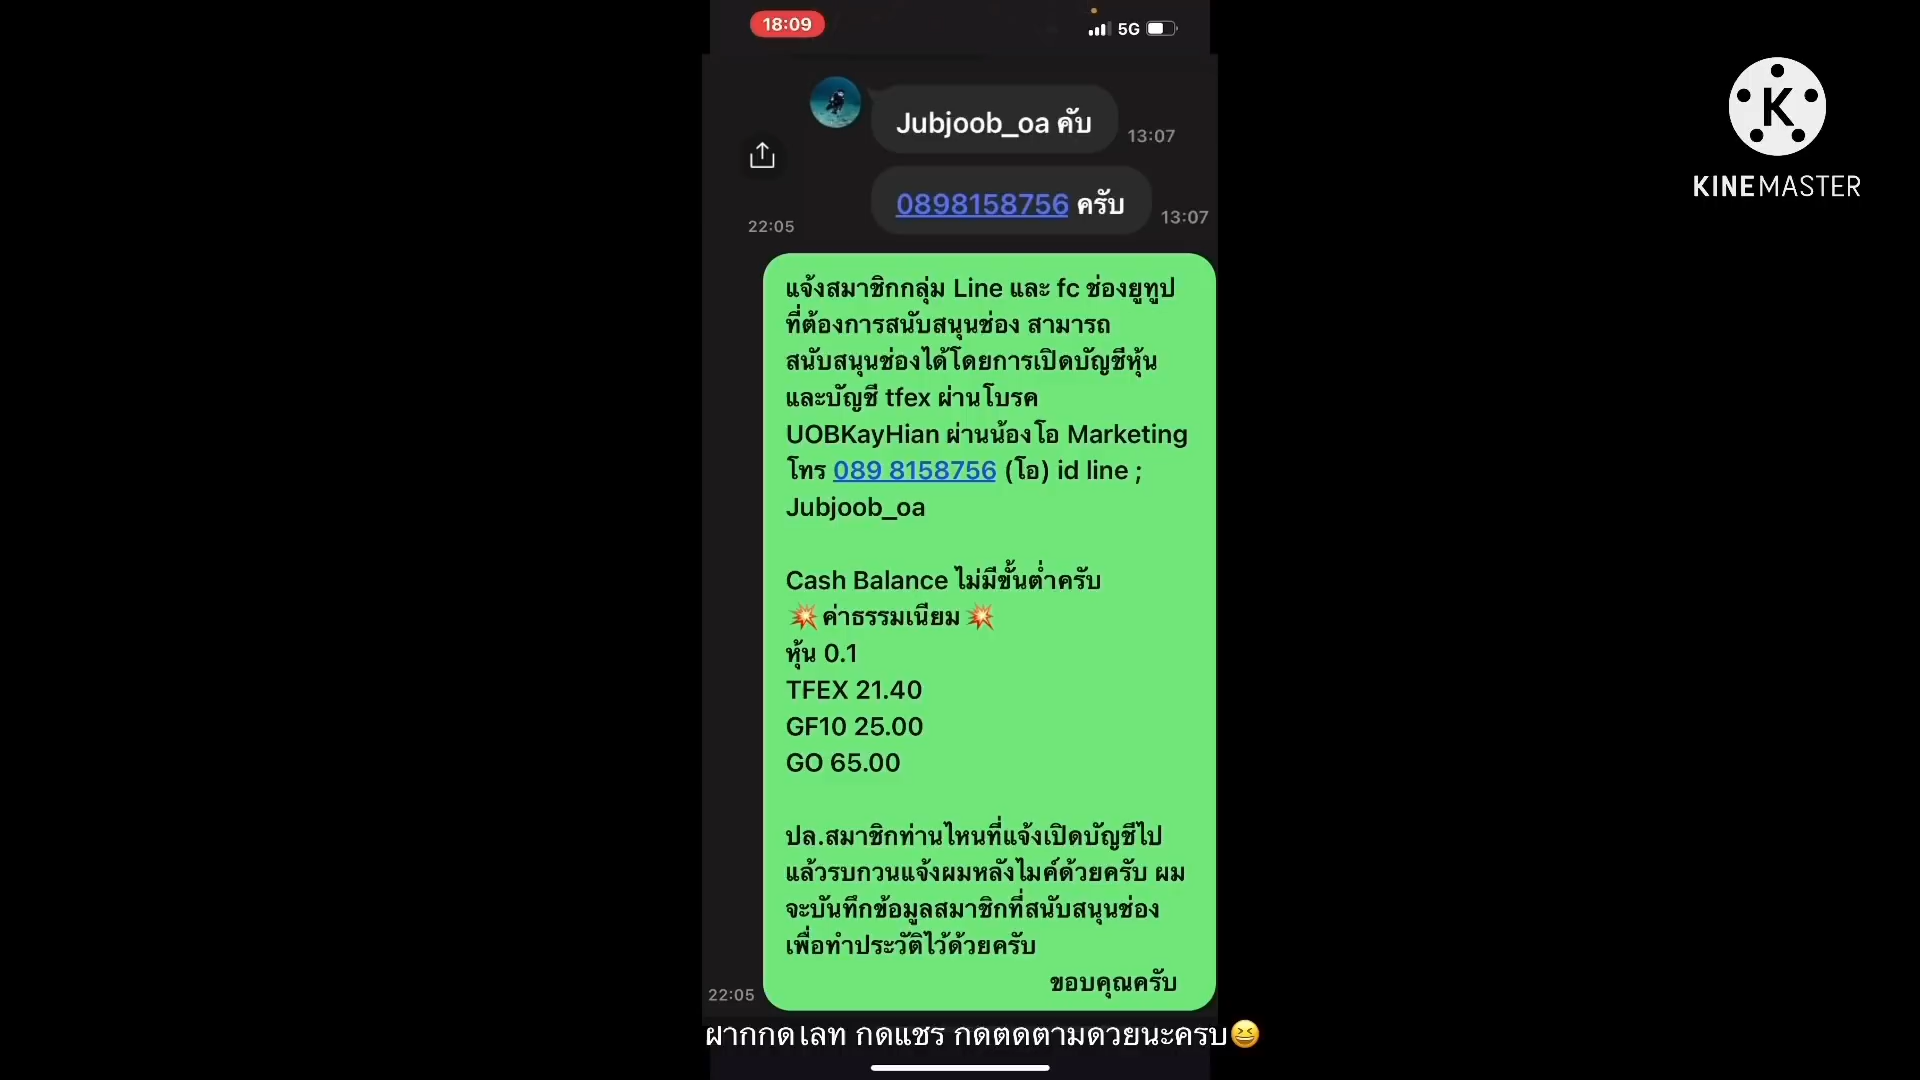 18:09
5G
K
KINEMASTER
Jubjoob_oa คับ
13:07
0898158756 ครับ
13:07
22:05
แจ้งสมาชิกกลุ่ม Line และ fc ช่องยูทูป
ที่ต้องการสนับสนุนช่อง สามารถ
สนับสนุนช่องได้โดยการเปิดบัญชีหุ้น
และบัญชี tfex ผ่านโบรค
UOBKayHian ผ่านน้องโอ Marketing
โทร 089 8158756 (โอ) id line ;
Jubjoob_oa
Cash Balance ไม่มีขั้นต่ำครับ
💥ค่าธรรมเนียม💥
หุ้น 0.1
TFEX 21.40
GF10 25.00
GO 65.00
ปล.สมาชิกท่านไหนที่แจ้งเปิดบัญชีไป
แล้วรบกวนแจ้งผมหลังไมค์ด้วยครับ ผม
จะบันทึกข้อมูลสมาชิกที่สนับสนุนช่อง
เพื่อทำประวัติไว้ด้วยครับ
ขอบคุณครับ
22:05
ฝากกดไลท กดแชร กดตดตามดวยนะครบ😆